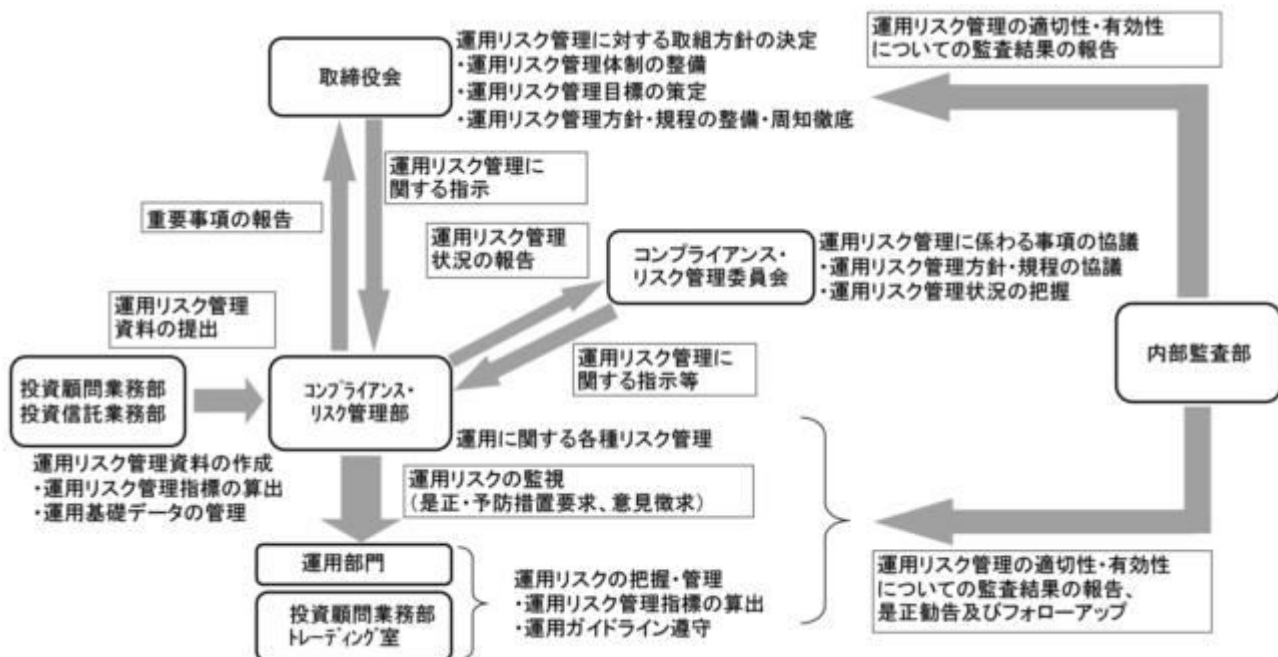 取締役会
運用リスク管理に対する取組方針の決定
・運用リスク管理体制の整備
・運用リスク管理目標の策定
・運用リスク管理方針・規程の整備・周知徹底
運用リスク管理の適切性・有効性
についての監査結果の報告
運用リスク管理に
関する指示
重要事項の報告
運用リスク管理
状況の報告
コンプライアンス・
リスク管理委員会
運用リスク管理に係わる事項の協議
・運用リスク管理方針・規程の協議
・運用リスク管理状況の把握
運用リスク管理
資料の提出
運用リスク管理に
関する指示等
内部監査部
投資顧問業務部
投資信託業務部
コンプライアンス・
リスク管理部
運用に関する各種リスク管理
運用リスク管理資料の作成
・運用リスク管理指標の算出
・運用基礎データの管理
運用リスクの監視
(是正・予防措置要求、意見徴求)
運用部門
投資顧問業務部
トレーディング室
運用リスクの把握・管理
・運用リスク管理指標の算出
・運用ガイドライン遵守
運用リスク管理の適切性・有効性
についての監査結果の報告、
是正勧告及びフォローアップ